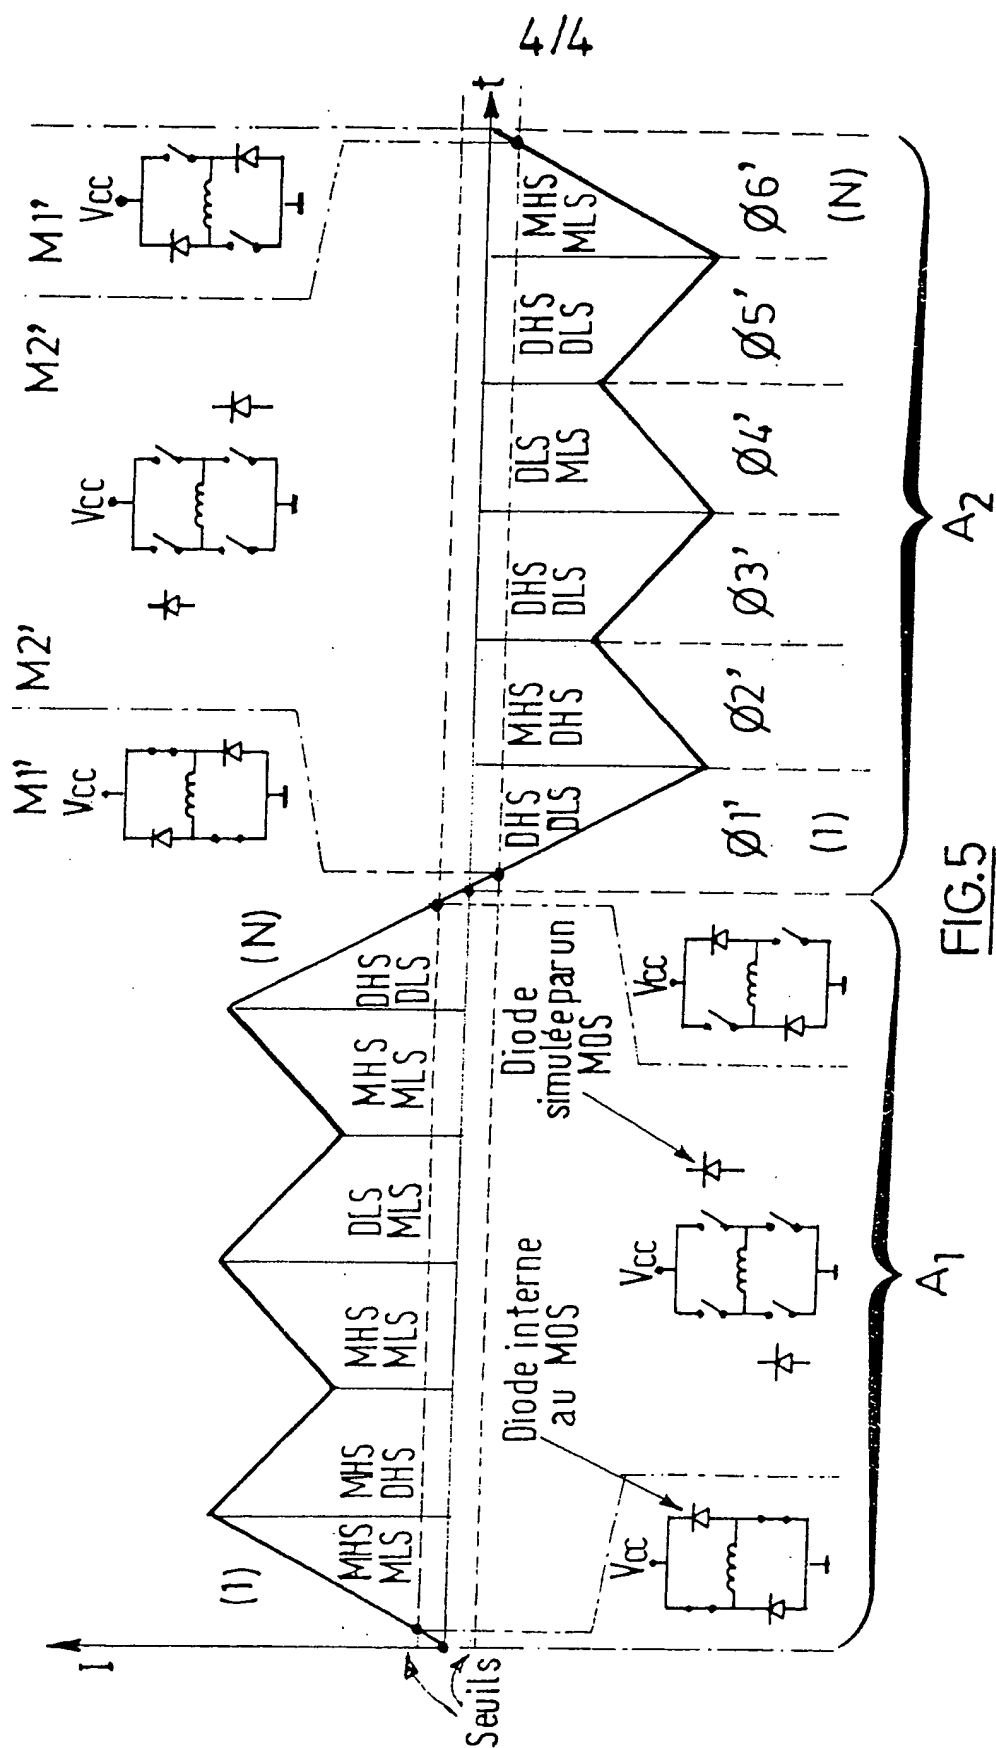 4/4
I
t
Seuils
(1)
MHS
MLS
MHS
DHS
MHS
MLS
DLS
MLS
MHS
MLS
DHS
DLS
(N)
M1'
Vcc
M2'
M2'
Vcc
M1'
Vcc
DHS
DLS
MHS
DHS
DHS
DLS
DLS
MLS
DHS
DLS
MHS
MLS
Ø1'
Ø2'
Ø3'
Ø4'
Ø5'
Ø6'
(1)
(N)
Vcc
Diode interne
au MOS
Vcc
Diode
simulée par un
MOS
Vcc
A1
A2
FIG.5